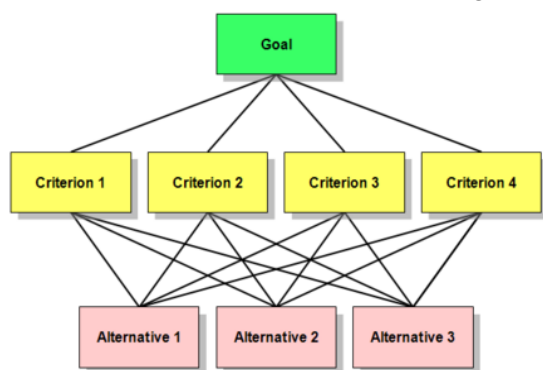 Goal
Criterion 1
Criterion 2
Criterion 3
Criterion 4
Alternative 1
Alternative 2
Alternative 3